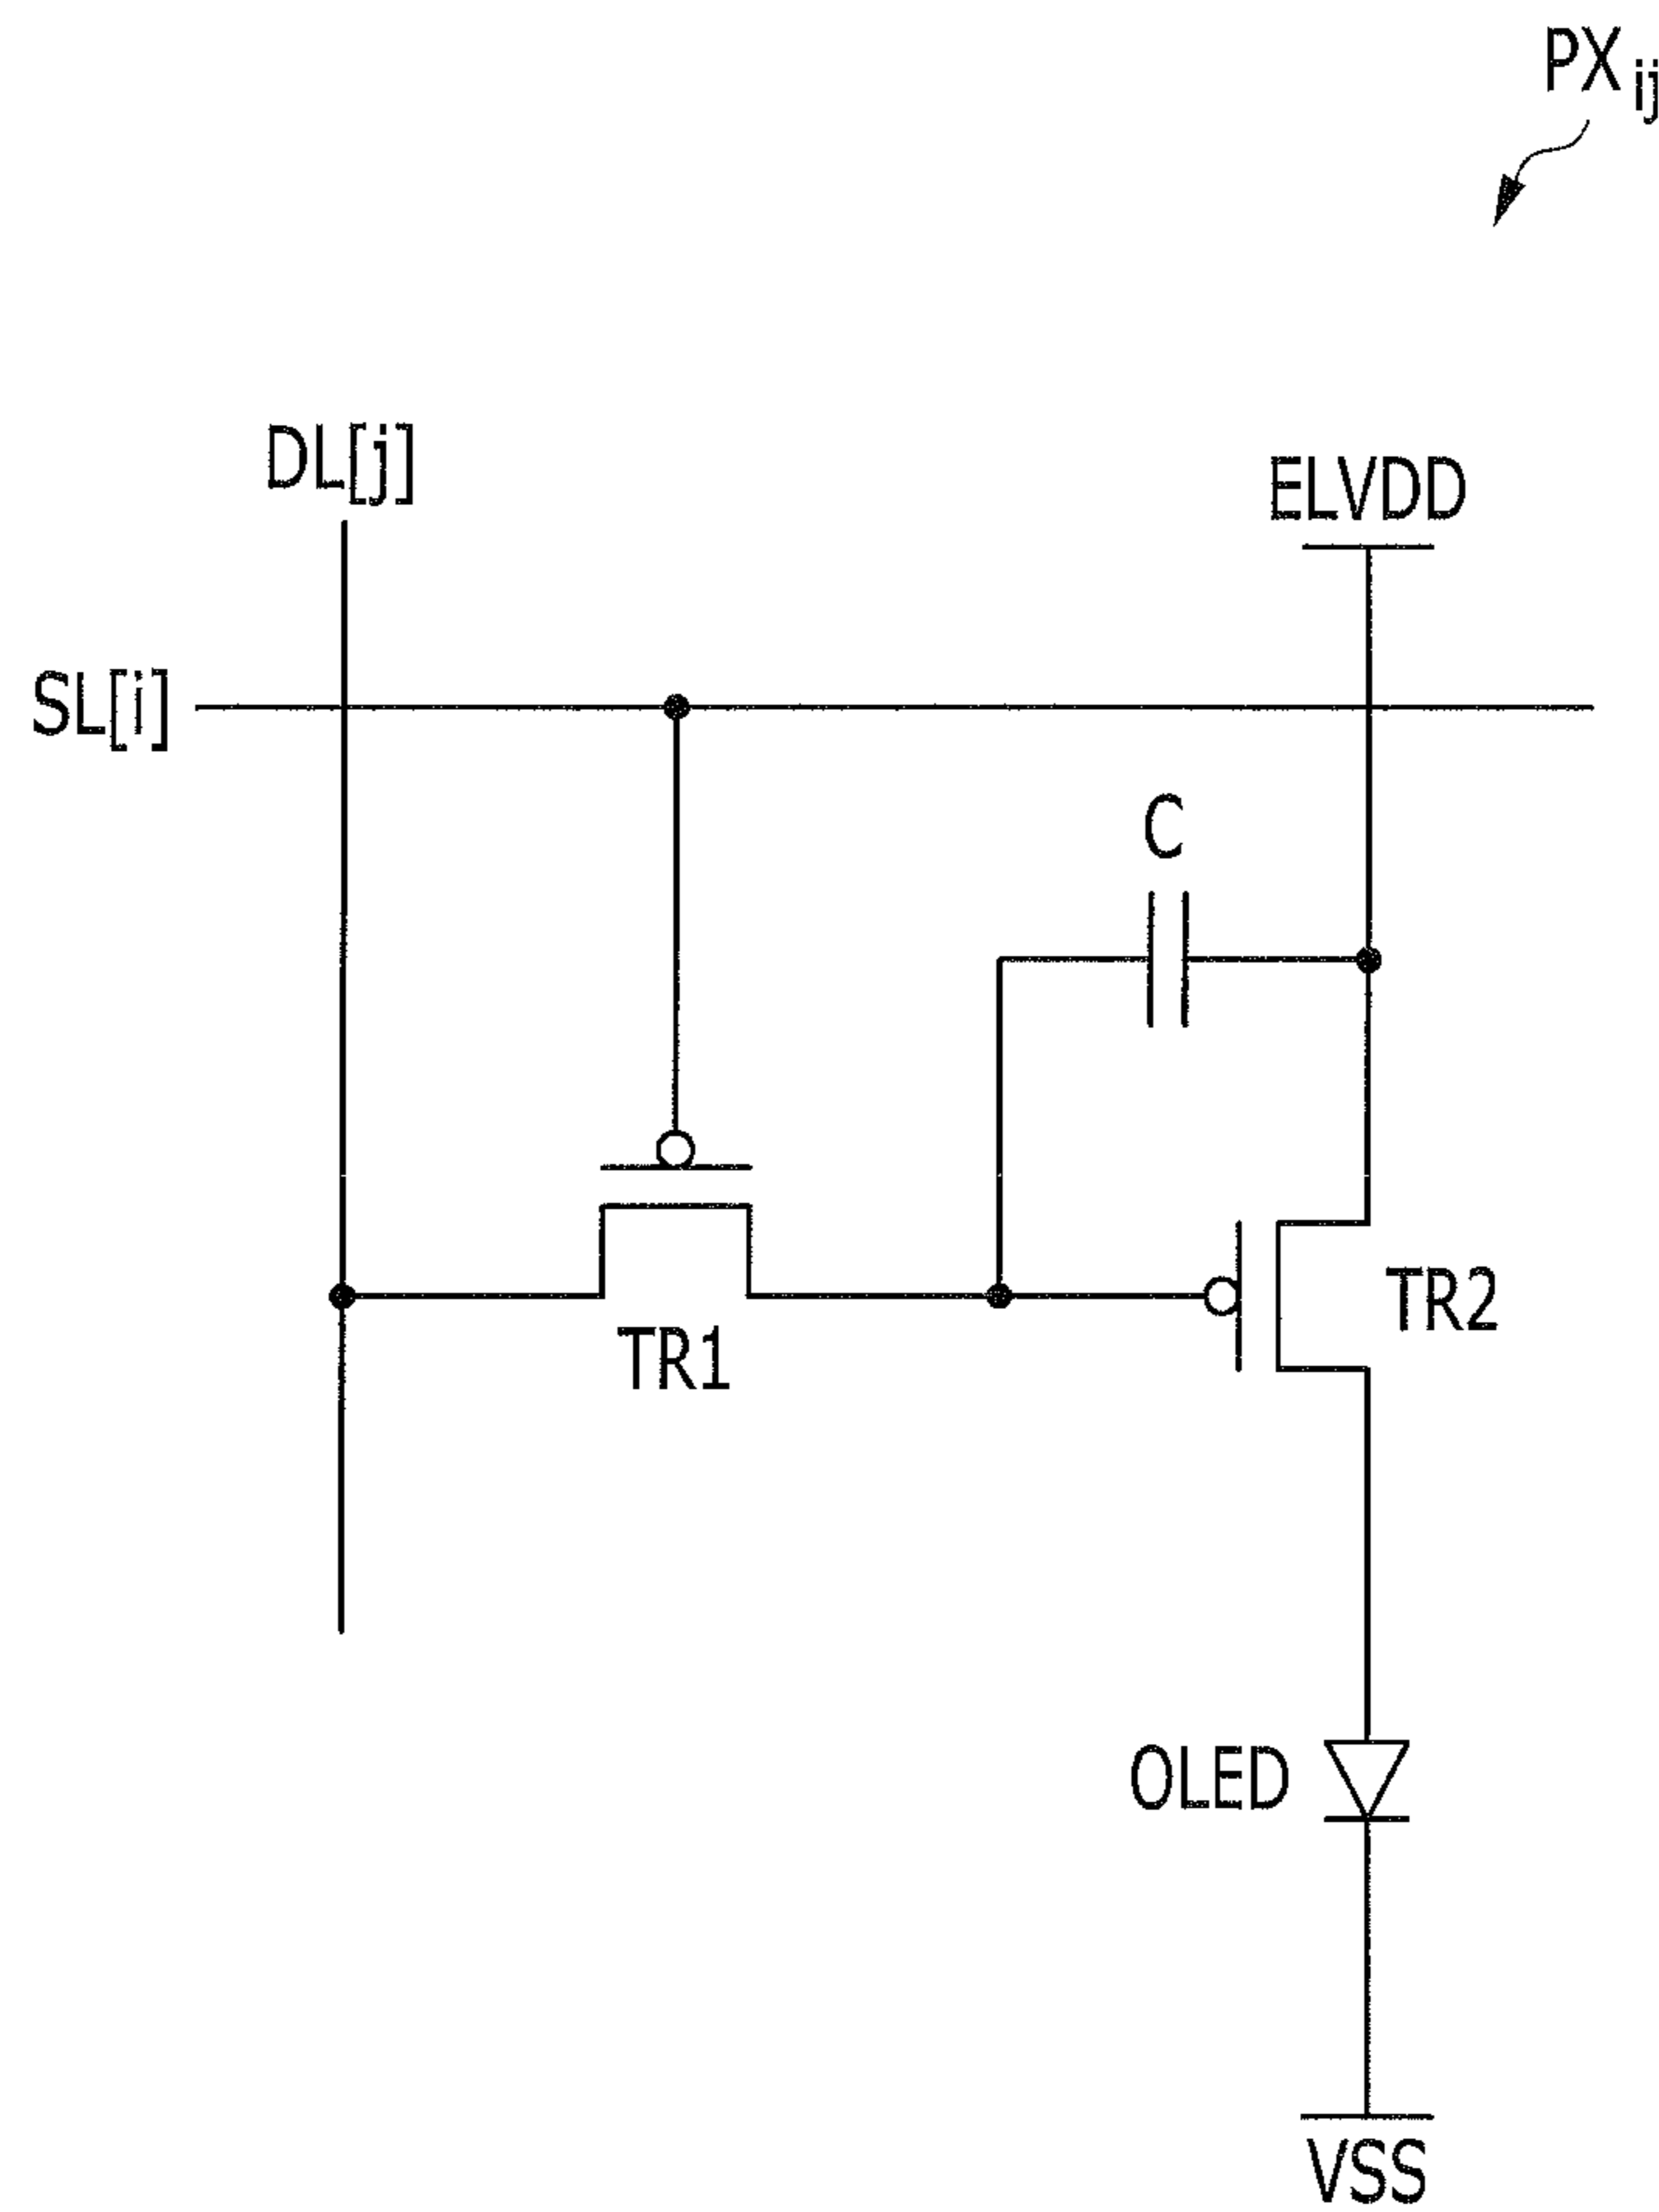 PXij
DL[j]
ELVDD
SL[i]
C
TR2
TR1
OLED
VSS